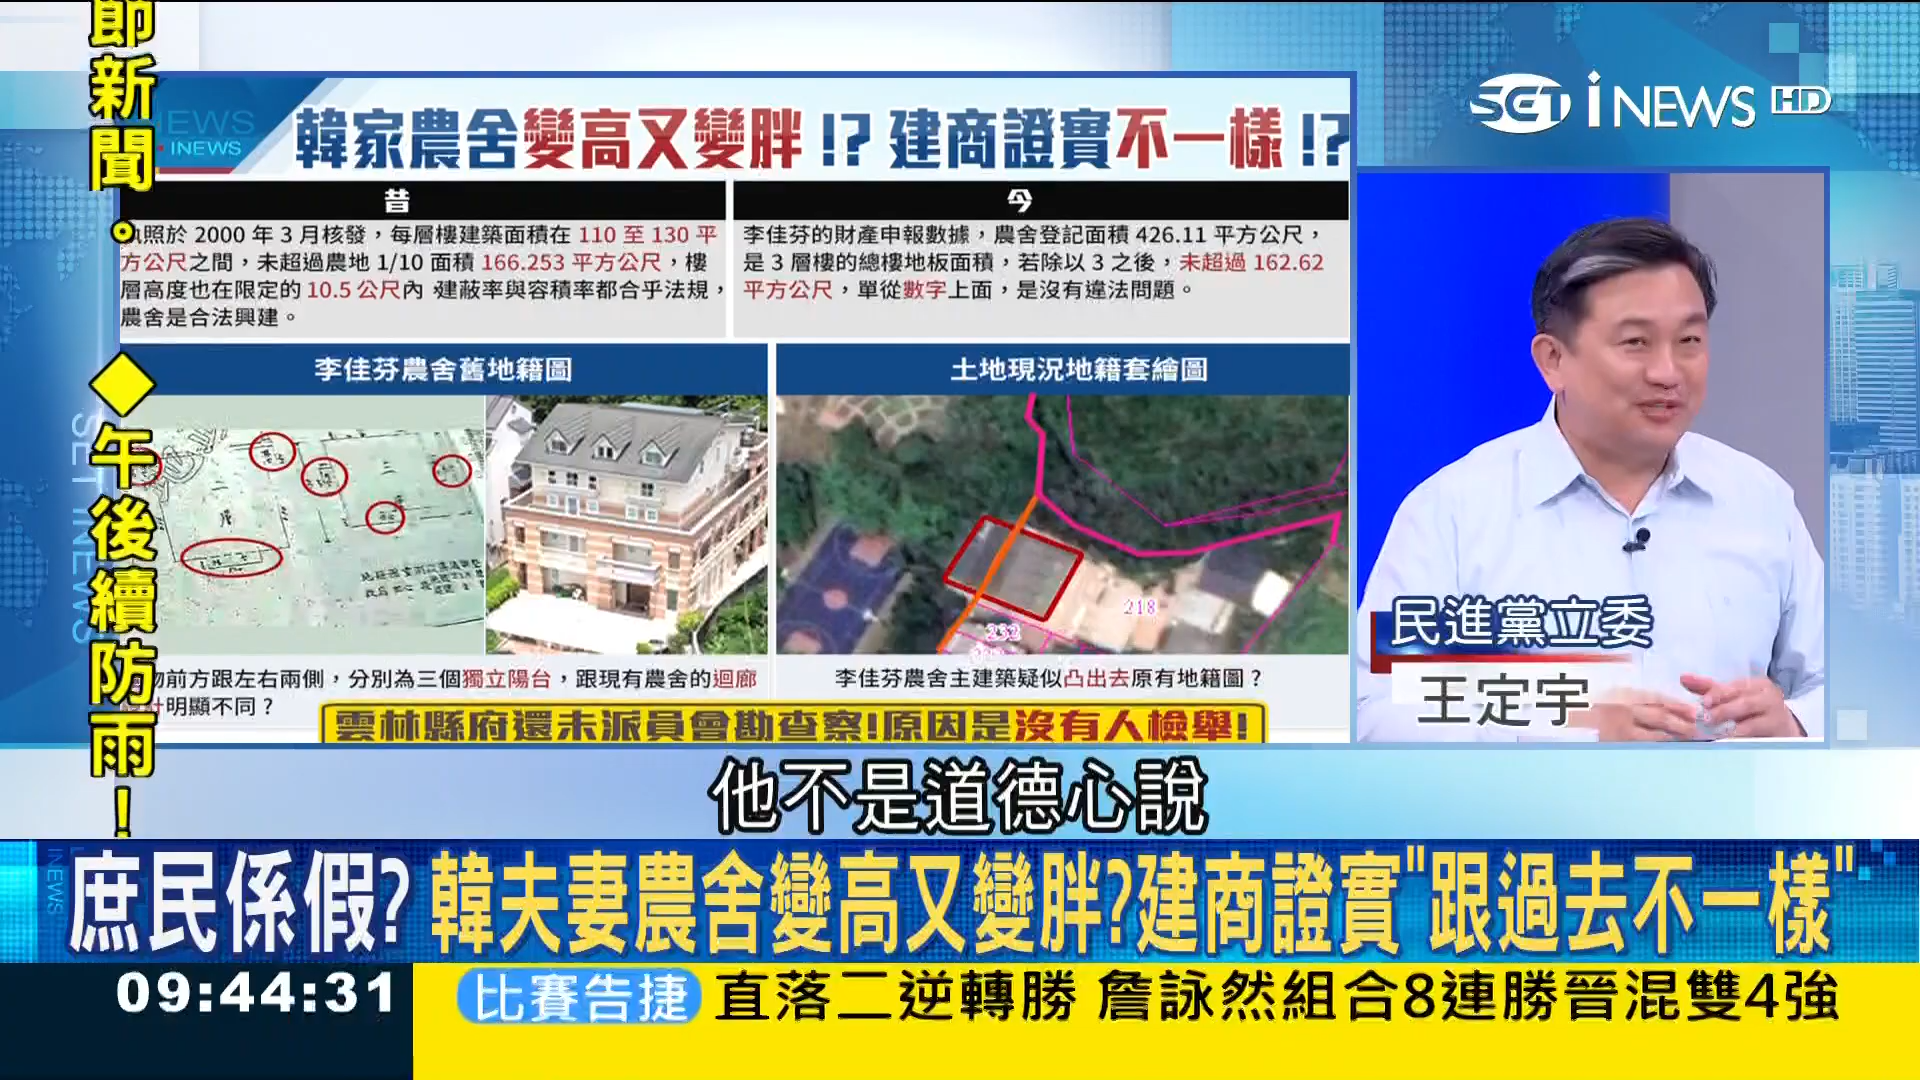 節新聞。◆午後續防雨！
SET iNEWS HD
NEWS
iNEWS
韓家農舍變高又變胖!? 建商證實不一樣!?
昔
照於 2000 年 3 月核發，每層樓建築面積在 110 至 130 平
方公尺之間，未超過農地 1/10 面積 166.253 平方公尺，樓
層高度也在限定的 10.5 公尺內 建蔽率與容積率都合乎法規，
農舍是合法興建。
今
李佳芬的財產申報數據，農舍登記面積 426.11 平方公尺，
是 3 層樓的總樓地板面積，若除以 3 之後，未超過 162.62
平方公尺，單從數字上面，是沒有違法問題。
李佳芬農舍舊地籍圖
土地現況地籍套繪圖
218
232
物前方跟左右兩側，分別為三個獨立陽台，跟現有農舍的迴廊
計明顯不同？
李佳芬農舍主建築疑似凸出去原有地籍圖？
雲林縣府還未派員會勘查察!原因是沒有人檢舉!
民進黨立委
王定宇
SET iNEWS
他不是道德心說
庶民係假? 韓夫妻農舍變高又變胖?建商證實"跟過去不一樣"
09:44:31
比賽告捷 直落二逆轉勝 詹詠然組合8連勝晉混雙4強